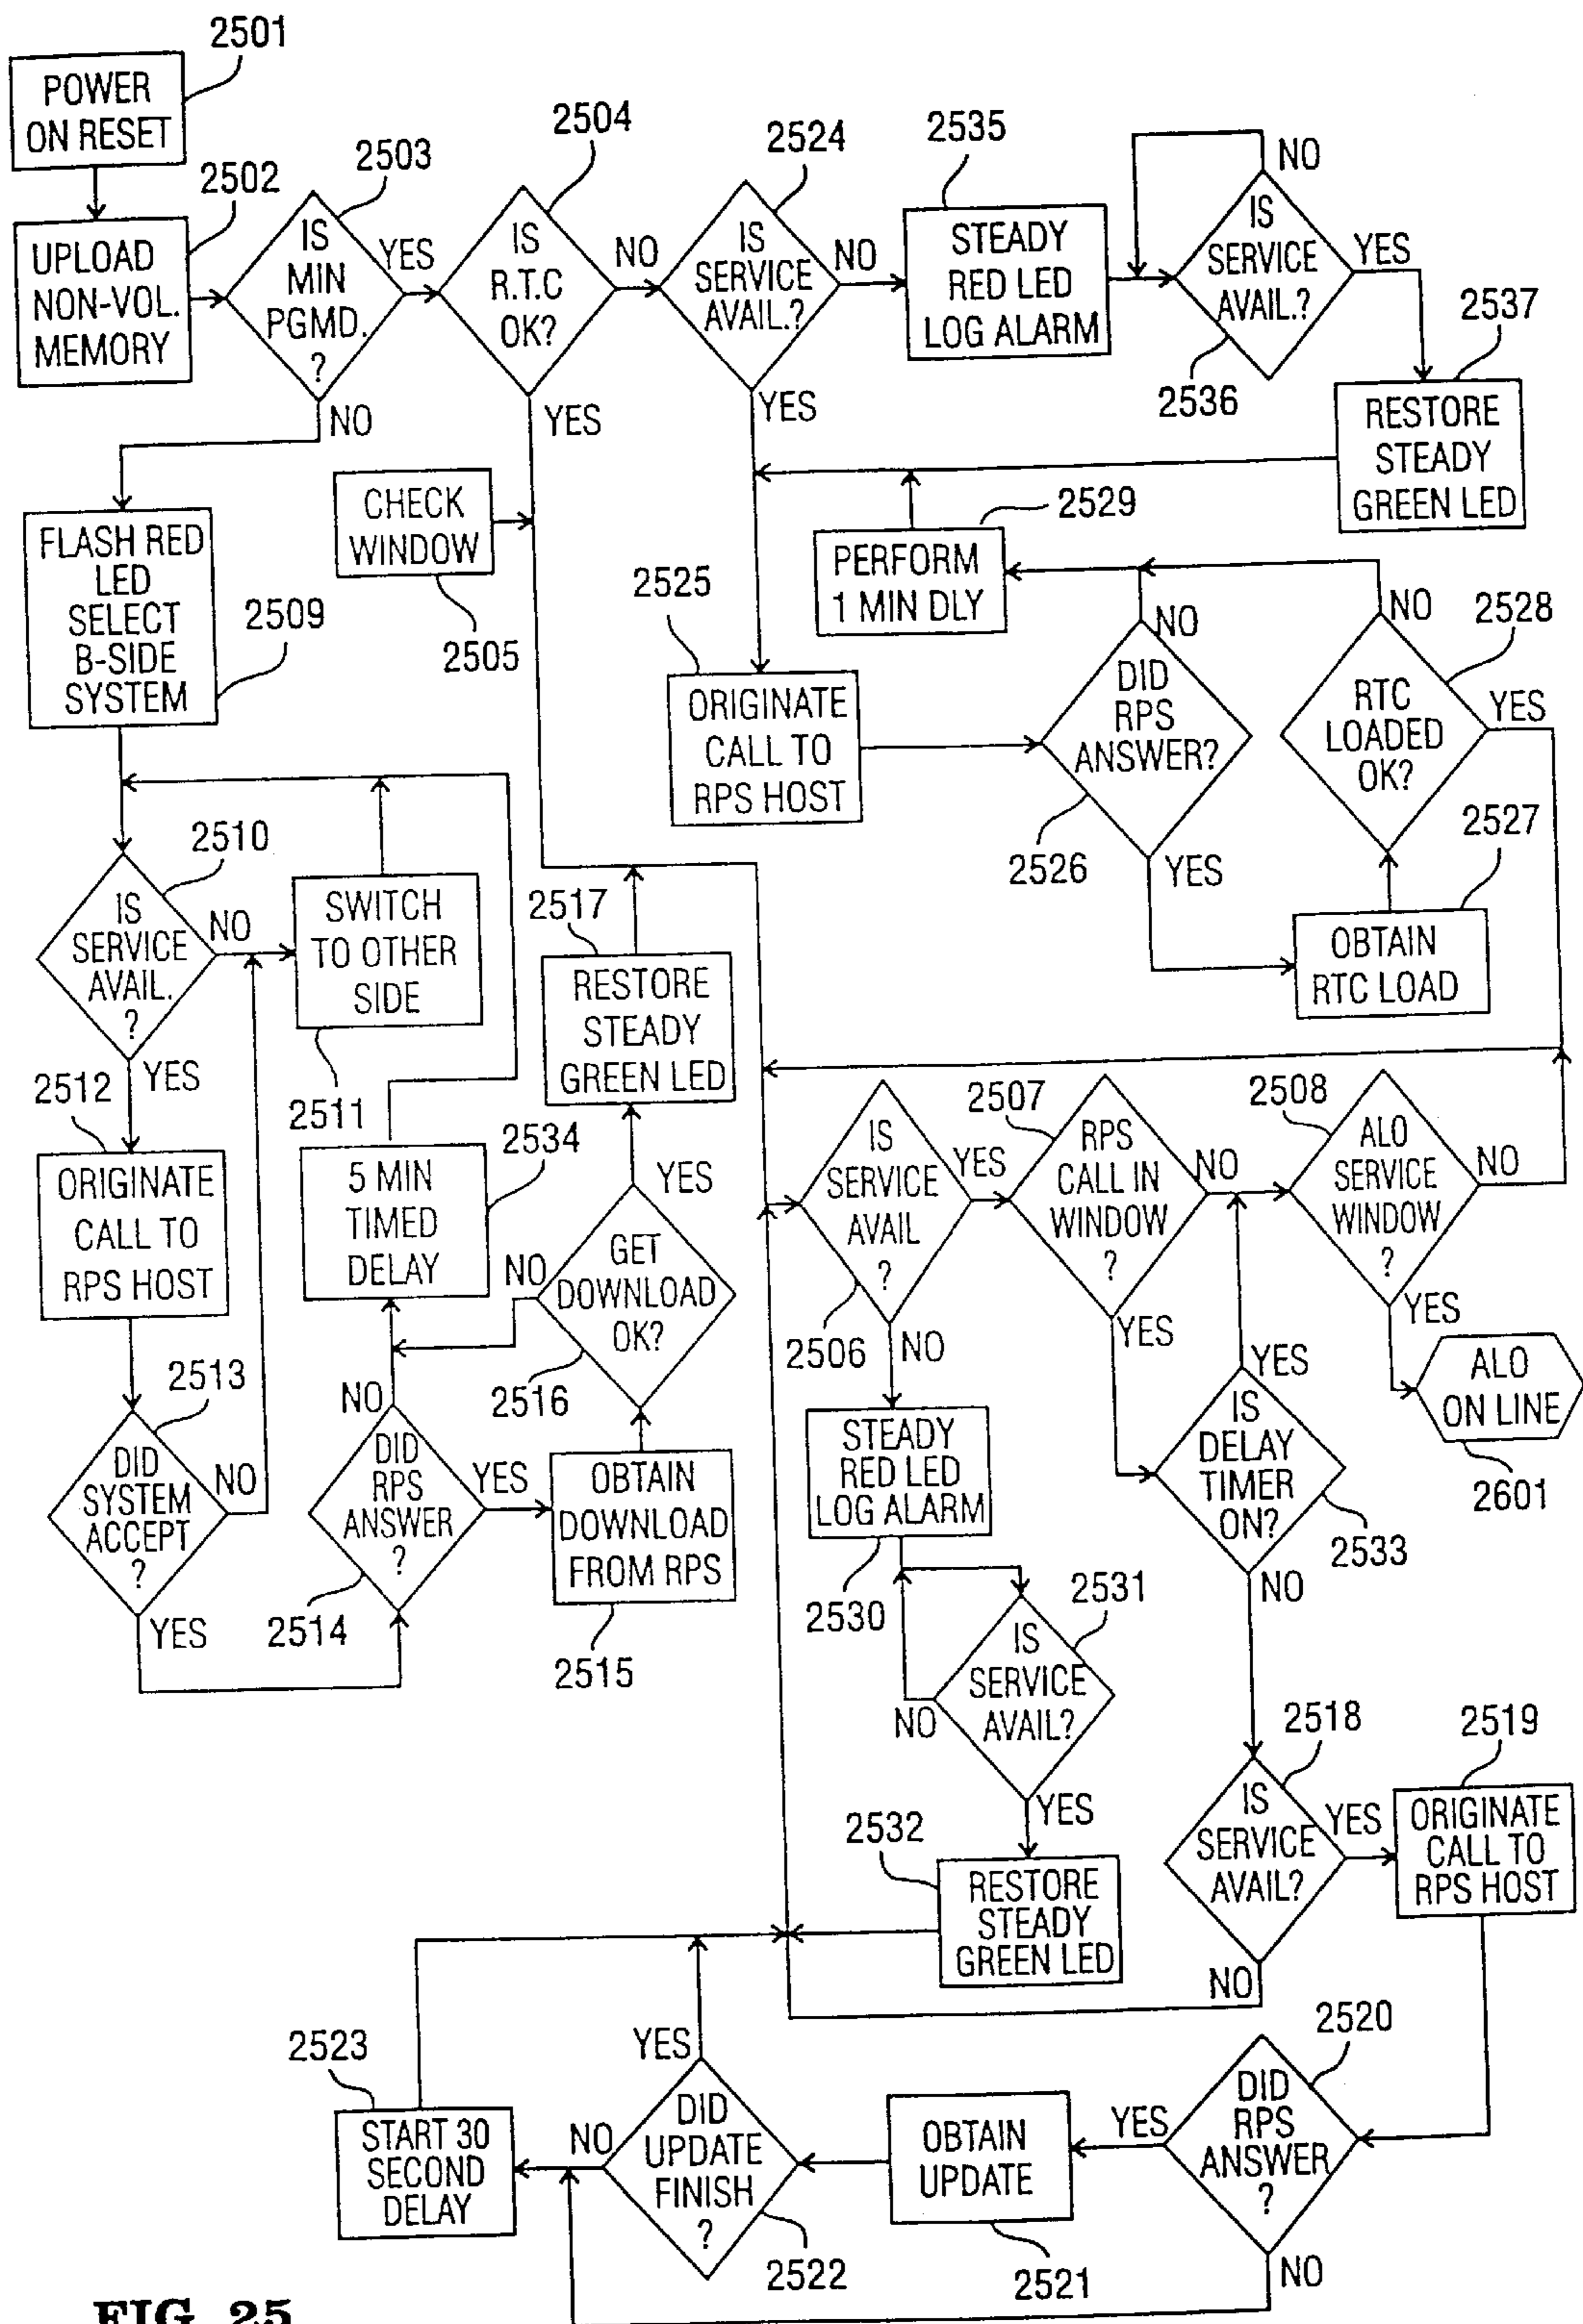 2501
POWER
ON RESET
2502
UPLOAD
NON-VOL.
MEMORY
2503
IS
MIN
PGMD.
?
YES
NO
2504
IS
R.T.C
OK?
NO
YES
2524
IS
SERVICE
AVAIL.?
NO
YES
2535
STEADY
RED LED
LOG ALARM
NO
IS
SERVICE
AVAIL.?
YES
2536
2537
RESTORE
STEADY
GREEN LED
CHECK
WINDOW
2505
2529
PERFORM
1 MIN DLY
FLASH RED
LED
SELECT
B-SIDE
SYSTEM
2509
2525
ORIGINATE
CALL TO
RPS HOST
NO
DID
RPS
ANSWER?
2526
YES
NO
2528
RTC
LOADED
OK?
YES
2527
OBTAIN
RTC LOAD
2510
IS
SERVICE
AVAIL.
?
NO
YES
SWITCH
TO OTHER
SIDE
2511
2517
RESTORE
STEADY
GREEN LED
2512
ORIGINATE
CALL TO
RPS HOST
2534
5 MIN
TIMED
DELAY
YES
GET
DOWNLOAD
OK?
NO
2516
IS
SERVICE
AVAIL
?
YES
2506
NO
2507
RPS
CALL IN
WINDOW
?
NO
YES
2508
ALO
SERVICE
WINDOW
?
NO
YES
ALO
ON LINE
2601
2513
DID
SYSTEM
ACCEPT
?
NO
YES
NO
DID
RPS
ANSWER
?
YES
2514
OBTAIN
DOWNLOAD
FROM RPS
2515
STEADY
RED LED
LOG ALARM
2530
YES
IS
DELAY
TIMER
ON?
2533
NO
2531
IS
SERVICE
AVAIL?
NO
YES
2532
RESTORE
STEADY
GREEN LED
2518
IS
SERVICE
AVAIL?
YES
NO
2519
ORIGINATE
CALL TO
RPS HOST
2523
START 30
SECOND
DELAY
YES
DID
UPDATE
FINISH
?
NO
2522
OBTAIN
UPDATE
2521
2520
DID
RPS
ANSWER
?
YES
NO
FIG. 25